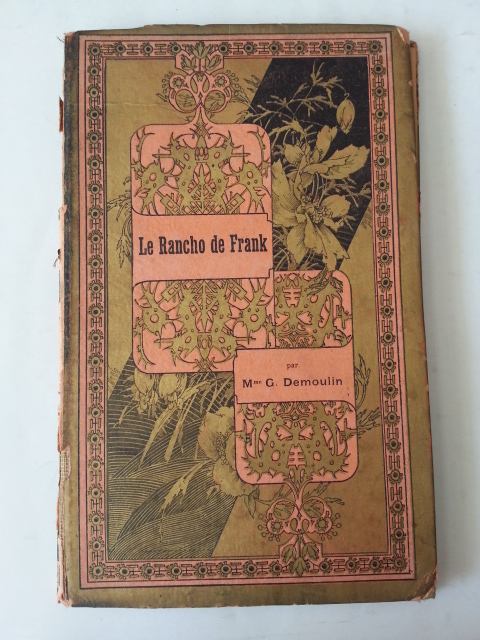 Le Rancho de Frank
par
Mme G. Demoulin